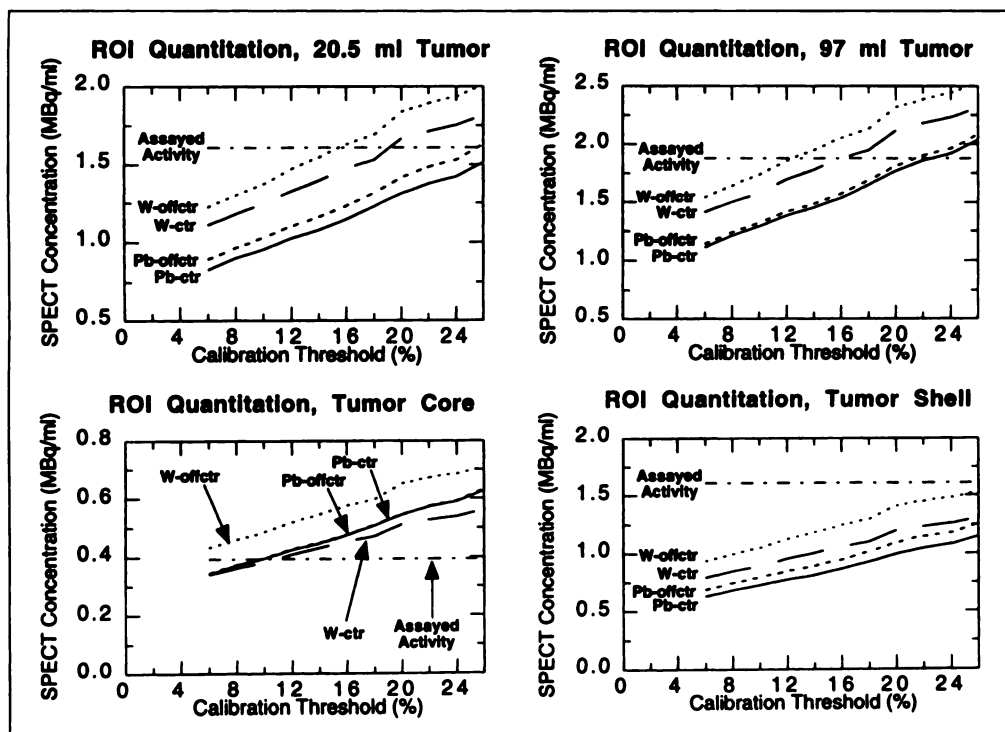 ROI Quantitation, 20.5 ml Tumor
SPECT Concentration (MBq/ml)
2.0
1.5
1.0
0.5
Assayed
Activity
W-offctr
W-ctr
Pb-offctr
Pb-ctr
0 4 8 12 16 20 24
Calibration Threshold (%)
ROI Quantitation, 97 ml Tumor
SPECT Concentration (MBq/ml)
2.5
2.0
1.5
1.0
0.5
Assayed
Activity
W-offctr
W-ctr
Pb-offctr
Pb-ctr
0 4 8 12 16 20 24
Calibration Threshold (%)
ROI Quantitation, Tumor Core
SPECT Concentration (MBq/ml)
0.8
0.6
0.4
0.2
0.0
W-offctr
Pb-ctr
Pb-offctr
W-ctr
Assayed
Activity
0 4 8 12 16 20 24
Calibration Threshold (%)
ROI Quantitation, Tumor Shell
SPECT Concentration (MBq/ml)
2.0
1.5
1.0
0.5
0.0
Assayed
Activity
W-offctr
W-ctr
Pb-offctr
Pb-ctr
0 4 8 12 16 20 24
Calibration Threshold (%)